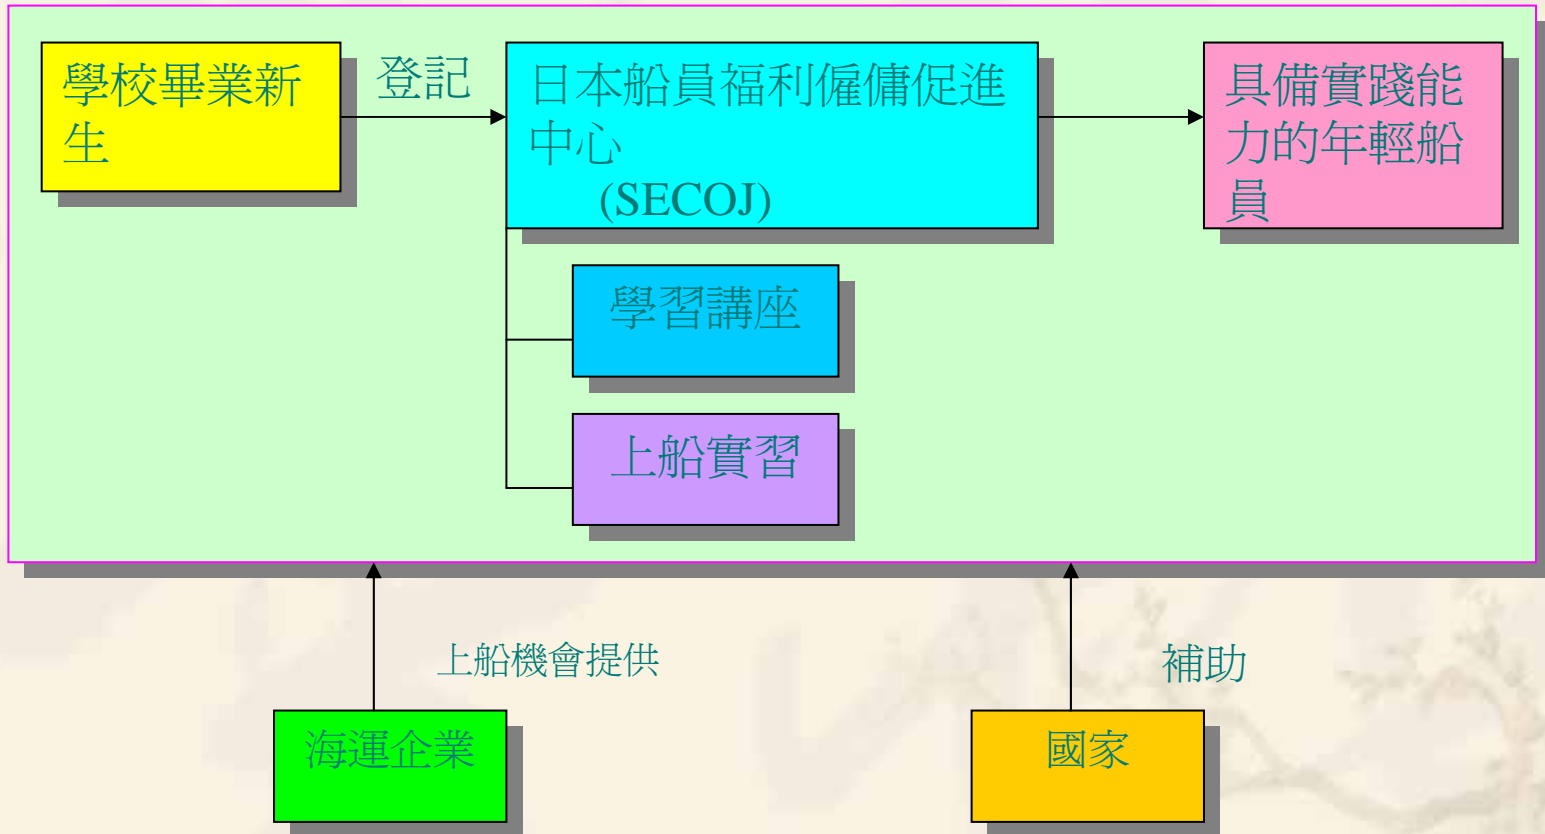 學校畢業新
生
登記
日本船員福利僱傭促進
中心
(SECOJ)
具備實踐能
力的年輕船
員
學習講座
上船實習
上船機會提供
補助
海運企業
國家